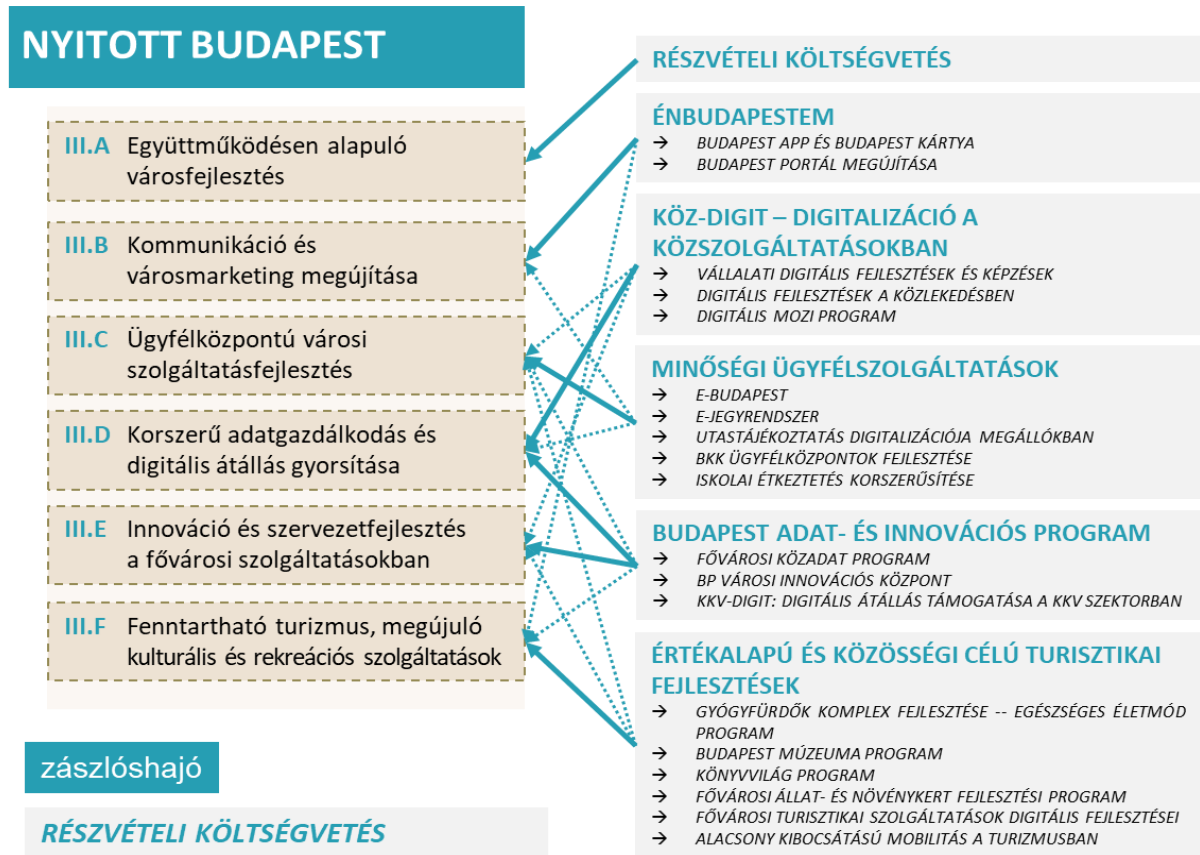 NYITOTT BUDAPEST
III.A Együttműködésen alapuló
városfejlesztés
III.B Kommunikáció és
városmarketing megújítása
III.C Ügyfélközpontú városi
szolgáltatásfejlesztés
III.D Korszerű adatgazdálkodás és
digitális átállás gyorsítása
III.E Innováció és szervezetfejlesztés
a fővárosi szolgáltatásokban
III.F Fenntartható turizmus, megújuló
kulturális és rekreációs szolgáltatások
zászlóshajó
RÉSZVÉTELI KÖLTSÉGVETÉS
RÉSZVÉTELI KÖLTSÉGVETÉS
ÉNBUDAPESTEM
→ BUDAPEST APP ÉS BUDAPEST KÁRTYA
→ BUDAPEST PORTÁL MEGÚJÍTÁSA
KÖZ-DIGIT – DIGITALIZÁCIÓ A
KÖZSZOLGÁLTATÁSOKBAN
→ VÁLLALATI DIGITÁLIS FEJLESZTÉSEK ÉS KÉPZÉSEK
→ DIGITÁLIS FEJLESZTÉSEK A KÖZLEKEDÉSBEN
→ DIGITÁLIS MOZI PROGRAM
MINŐSÉGI ÜGYFÉLSZOLGÁLTATÁSOK
→ E-BUDAPEST
→ E-JEGYRENDSZER
→ UTASTÁJÉKOZTATÁS DIGITALIZÁCIÓJA MEGÁLLÓKBAN
→ BKK ÜGYFÉLKÖZPONTOK FEJLESZTÉSE
→ ISKOLAI ÉTKEZTETÉS KORSZERŰSÍTÉSE
BUDAPEST ADAT- ÉS INNOVÁCIÓS PROGRAM
→ FŐVÁROSI KÖZADAT PROGRAM
→ BP VÁROSI INNOVÁCIÓS KÖZPONT
→ KKV-DIGIT: DIGITÁLIS ÁTÁLLÁS TÁMOGATÁSA A KKV SZEKTORBAN
ÉRTÉKALAPÚ ÉS KÖZÖSSÉGI CÉLÚ TURISZTIKAI
FEJLESZTÉSEK
→ GYÓGYFÜRDŐK KOMPLEX FEJLESZTÉSE -- EGÉSZSÉGES ÉLETMÓD
PROGRAM
→ BUDAPEST MÚZEUMA PROGRAM
→ KÖNYVVILÁG PROGRAM
→ FŐVÁROSI ÁLLAT- ÉS NÖVÉNYKERT FEJLESZTÉSI PROGRAM
→ FŐVÁROSI TURISZTIKAI SZOLGÁLTATÁSOK DIGITÁLIS FEJLESZTÉSEI
→ ALACSONY KIBOCSÁTÁSÚ MOBILITÁS A TURIZMUSBAN